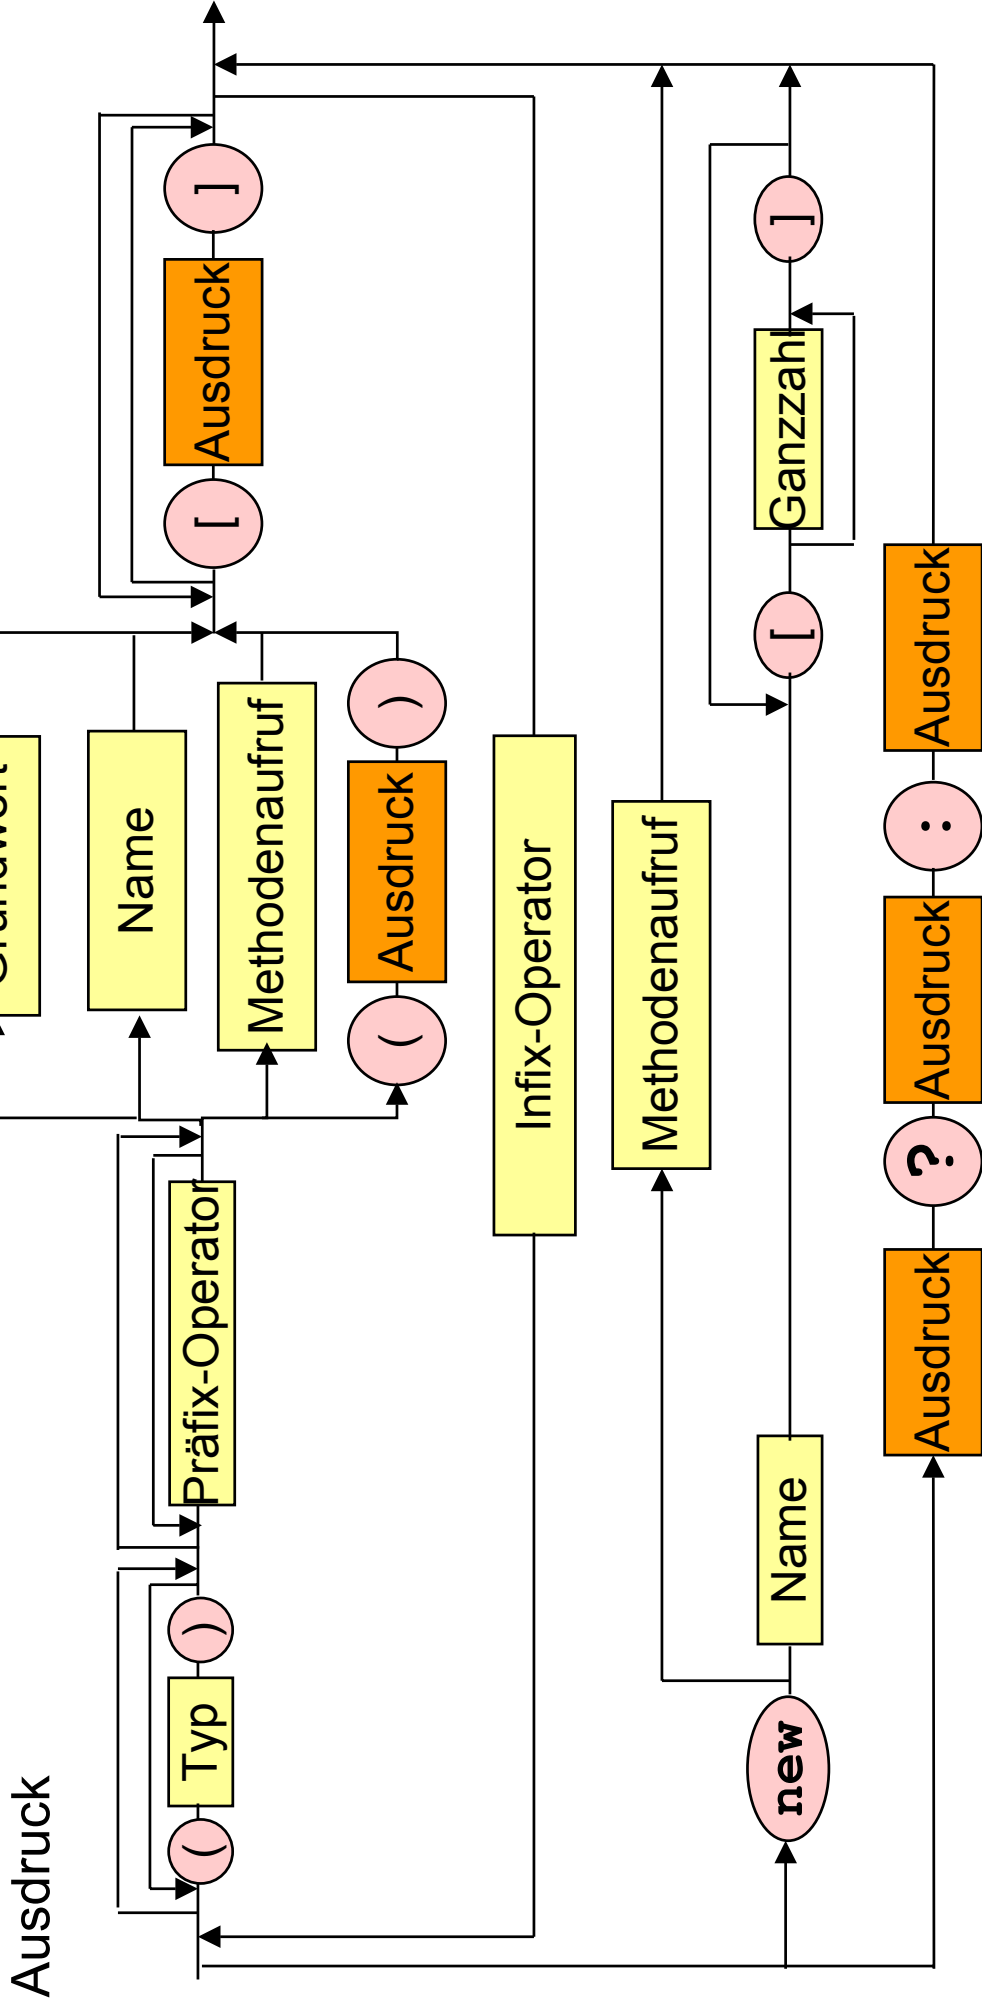 Ausdruck
( Typ ) Präfix-Operator
Name [ Ausdruck ]
Methodenaufruf
( Ausdruck )
Infix-Operator
Methodenaufruf
new Name [ Ganzzahl ]
Ausdruck ? Ausdruck : Ausdruck